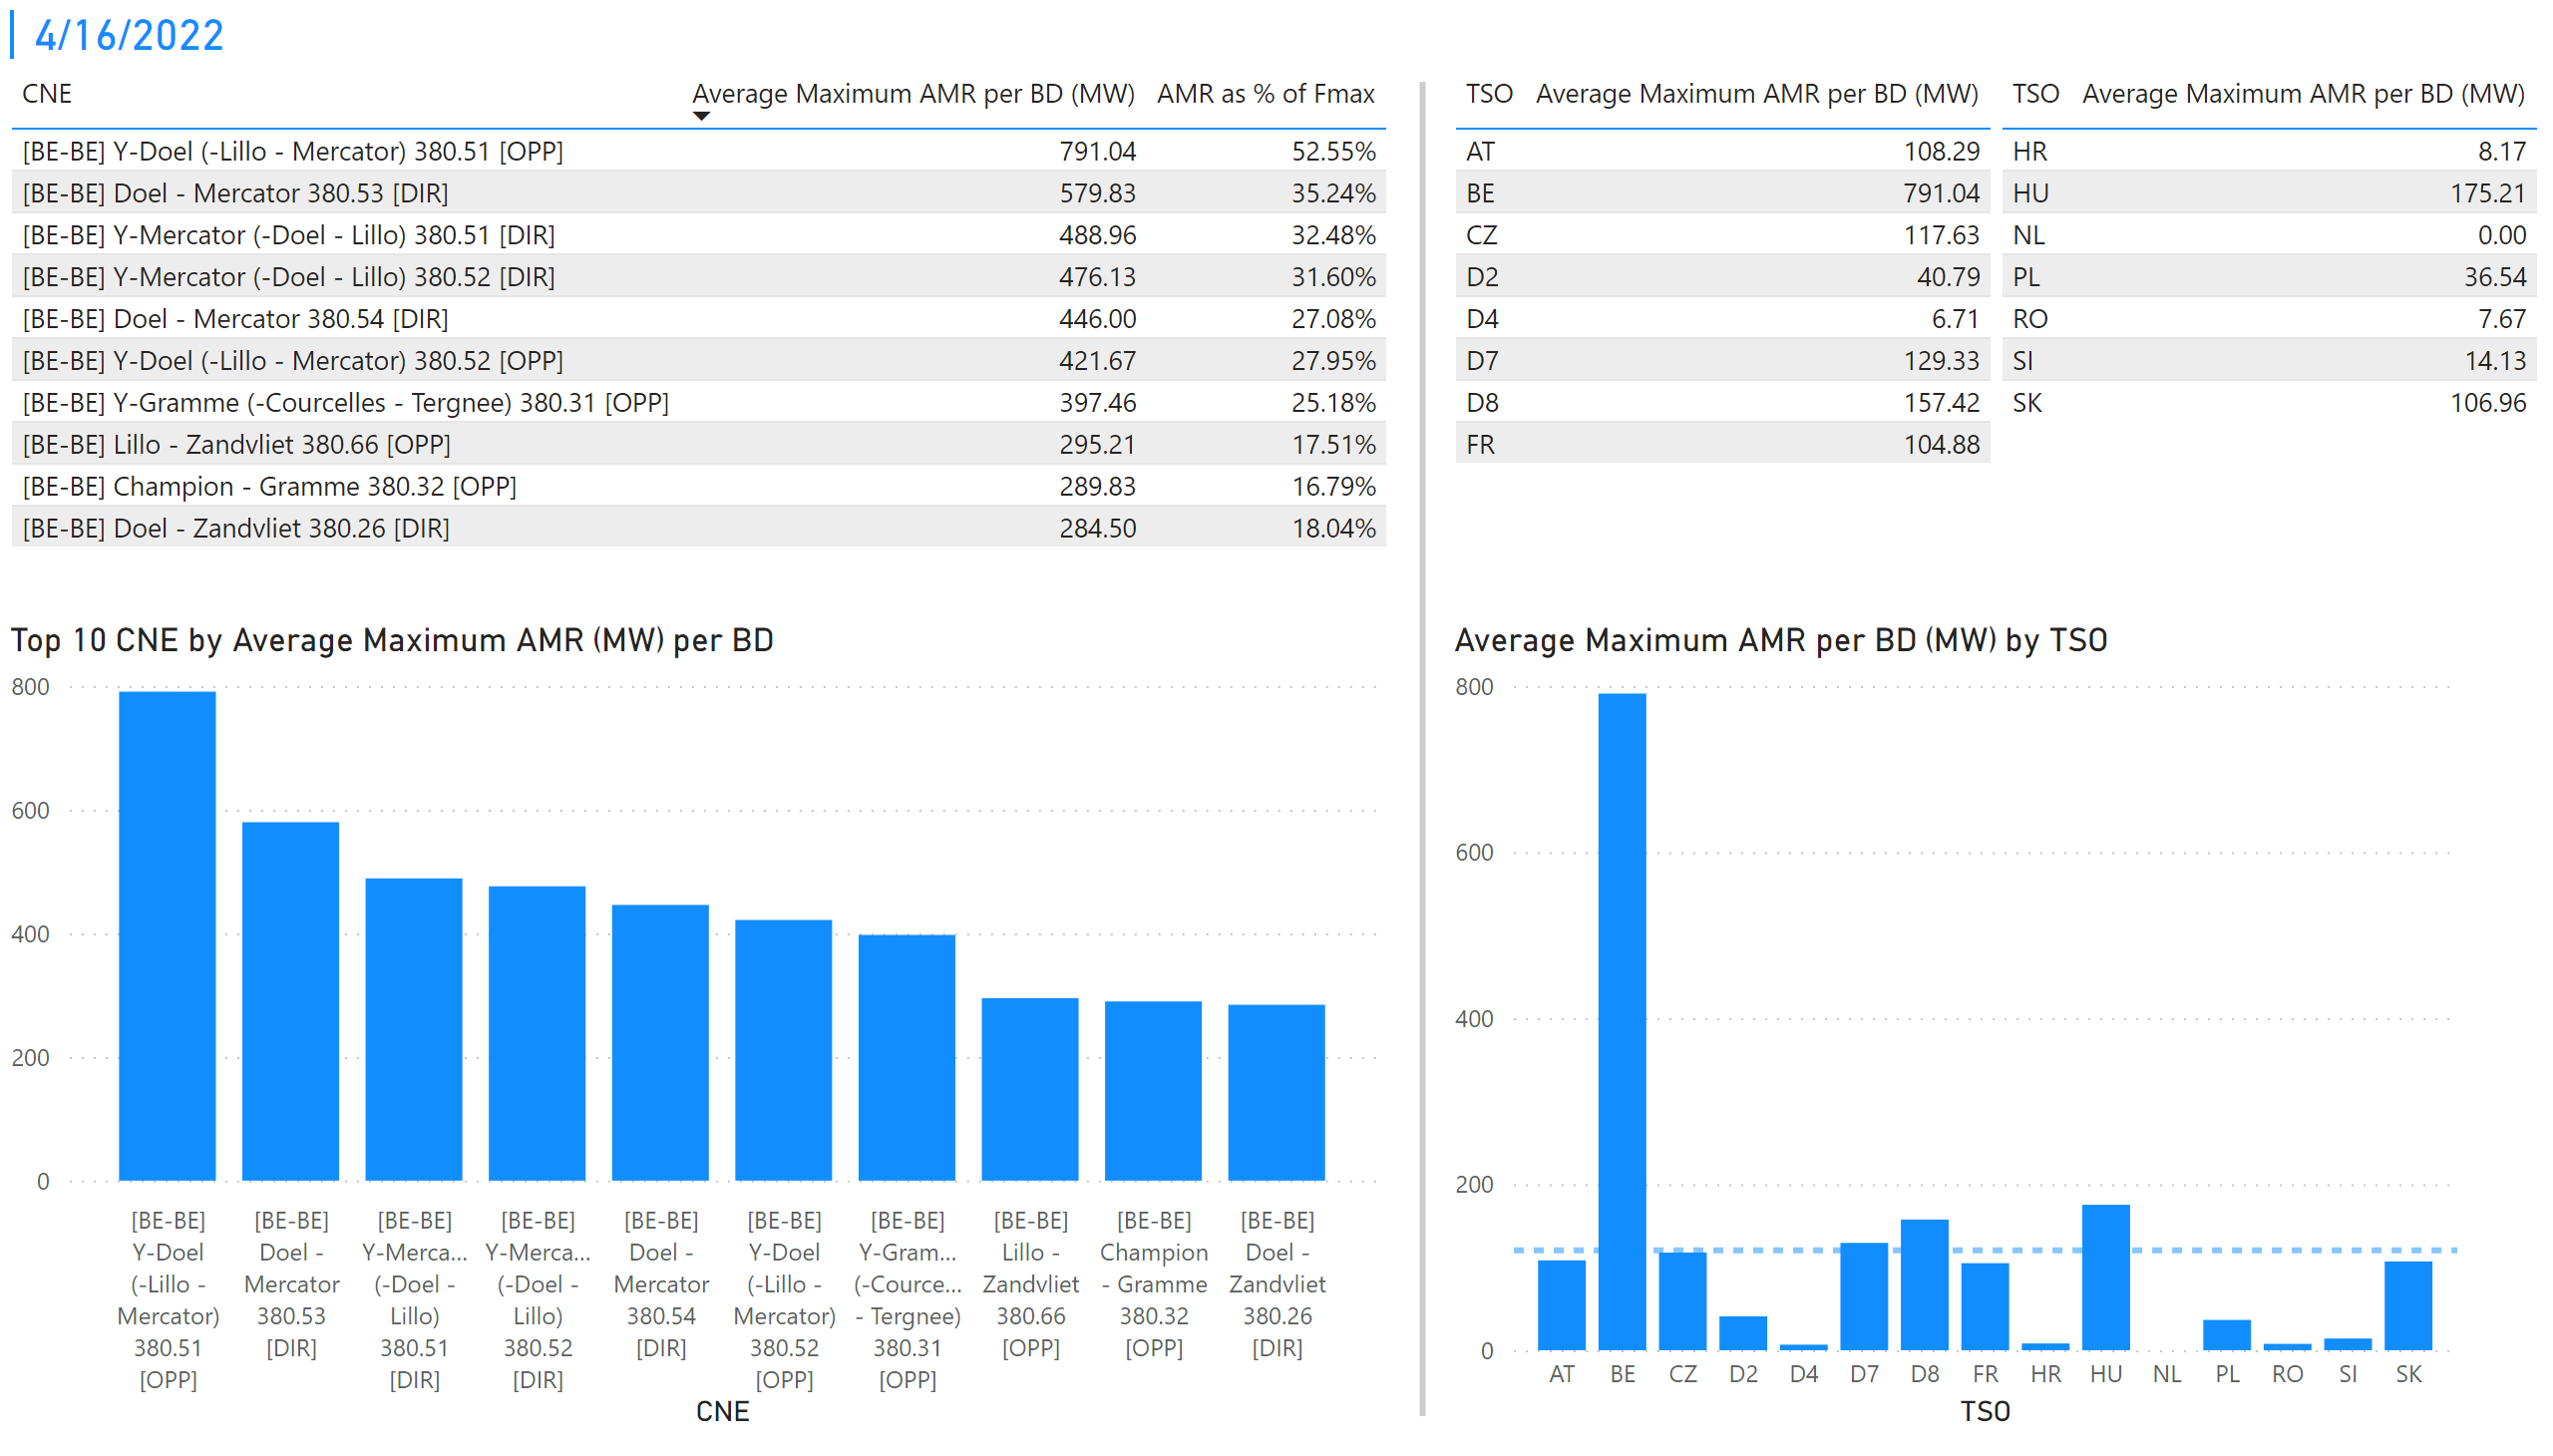 4/16/2022
CNE Average Maximum AMR per BD (MW) AMR as % of Fmax
[BE-BE] Y-Doel (-Lillo - Mercator) 380.51 [OPP] 791.04 52.55%
[BE-BE] Doel - Mercator 380.53 [DIR] 579.83 35.24%
[BE-BE] Y-Mercator (-Doel - Lillo) 380.51 [DIR] 488.96 32.48%
[BE-BE] Y-Mercator (-Doel - Lillo) 380.52 [DIR] 476.13 31.60%
[BE-BE] Doel - Mercator 380.54 [DIR] 446.00 27.08%
[BE-BE] Y-Doel (-Lillo - Mercator) 380.52 [OPP] 421.67 27.95%
[BE-BE] Y-Gramme (-Courcelles - Tergnee) 380.31 [OPP] 397.46 25.18%
[BE-BE] Lillo - Zandvliet 380.66 [OPP] 295.21 17.51%
[BE-BE] Champion - Gramme 380.32 [OPP] 289.83 16.79%
[BE-BE] Doel - Zandvliet 380.26 [DIR] 284.50 18.04%
TSO Average Maximum AMR per BD (MW)
AT 108.29
BE 791.04
CZ 117.63
D2 40.79
D4 6.71
D7 129.33
D8 157.42
FR 104.88
TSO Average Maximum AMR per BD (MW)
HR 8.17
HU 175.21
NL 0.00
PL 36.54
RO 7.67
SI 14.13
SK 106.96
Top 10 CNE by Average Maximum AMR (MW) per BD
800
600
400
200
0
[BE-BE]
Y-Doel
(-Lillo -
Mercator)
380.51
[OPP]
[BE-BE]
Doel -
Mercator
380.53
[DIR]
[BE-BE]
Y-Merca...
(-Doel -
Lillo)
380.51
[DIR]
[BE-BE]
Y-Merca...
(-Doel -
Lillo)
380.52
[DIR]
[BE-BE]
Doel -
Mercator
380.54
[DIR]
[BE-BE]
Y-Doel
(-Lillo -
Mercator)
380.52
[OPP]
[BE-BE]
Y-Gram...
(-Source...
- Tergnee)
380.31
[OPP]
[BE-BE]
Lillo -
Zandvliet
380.66
[OPP]
[BE-BE]
Champion
- Gramme
380.32
[OPP]
[BE-BE]
Doel -
Zandvliet
380.26
[DIR]
CNE
Average Maximum AMR per BD (MW) by TSO
800
600
400
200
0
AT BE CZ D2 D4 D7 D8 FR HR HU NL PL RO SI SK
TSO